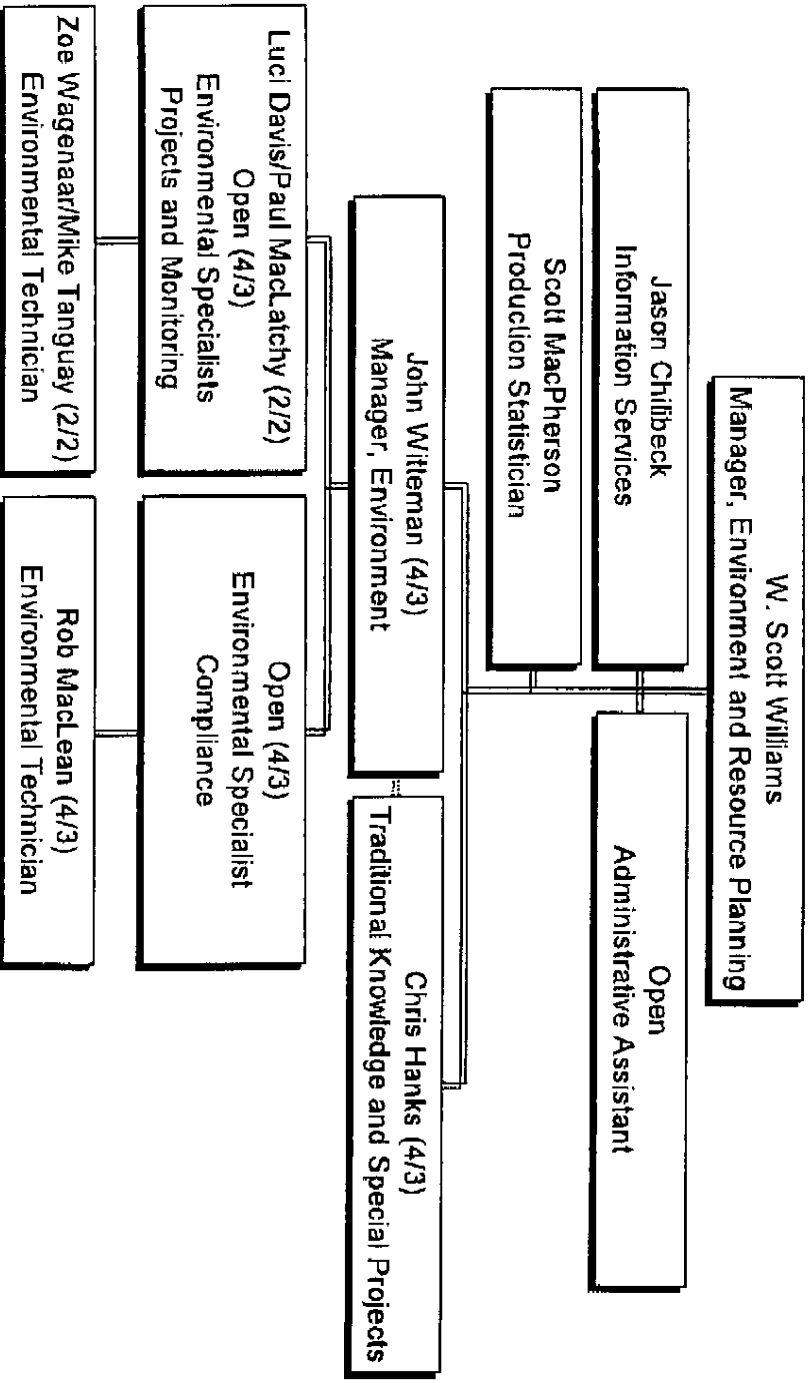 W. Scott Williams
Manager, Environment and Resource Planning
Jason Chilibeck
Information Services
Open
Administrative Assistant
Scott MacPherson
Production Statistician
John Witteman (4/3)
Manager, Environment
Chris Hanks (4/3)
Traditional Knowledge and Special Projects
Luci Davis/Paul MacLatchy (2/2)
Open (4/3)
Environmental Specialists
Projects and Monitoring
Open (4/3)
Environmental Specialist
Compliance
Zoe Wagenaar/Mike Tanguay (2/2)
Environmental Technician
Rob MacLean (4/3)
Environmental Technician